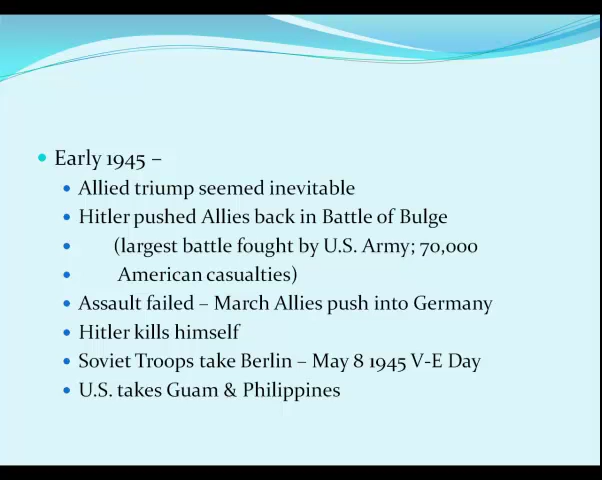 Early 1945 –
Allied triump seemed inevitable
Hitler pushed Allies back in Battle of Bulge
(largest battle fought by U.S. Army; 70,000
American casualties)
Assault failed – March Allies push into Germany
Hitler kills himself
Soviet Troops take Berlin – May 8 1945 V-E Day
U.S. takes Guam & Philippines